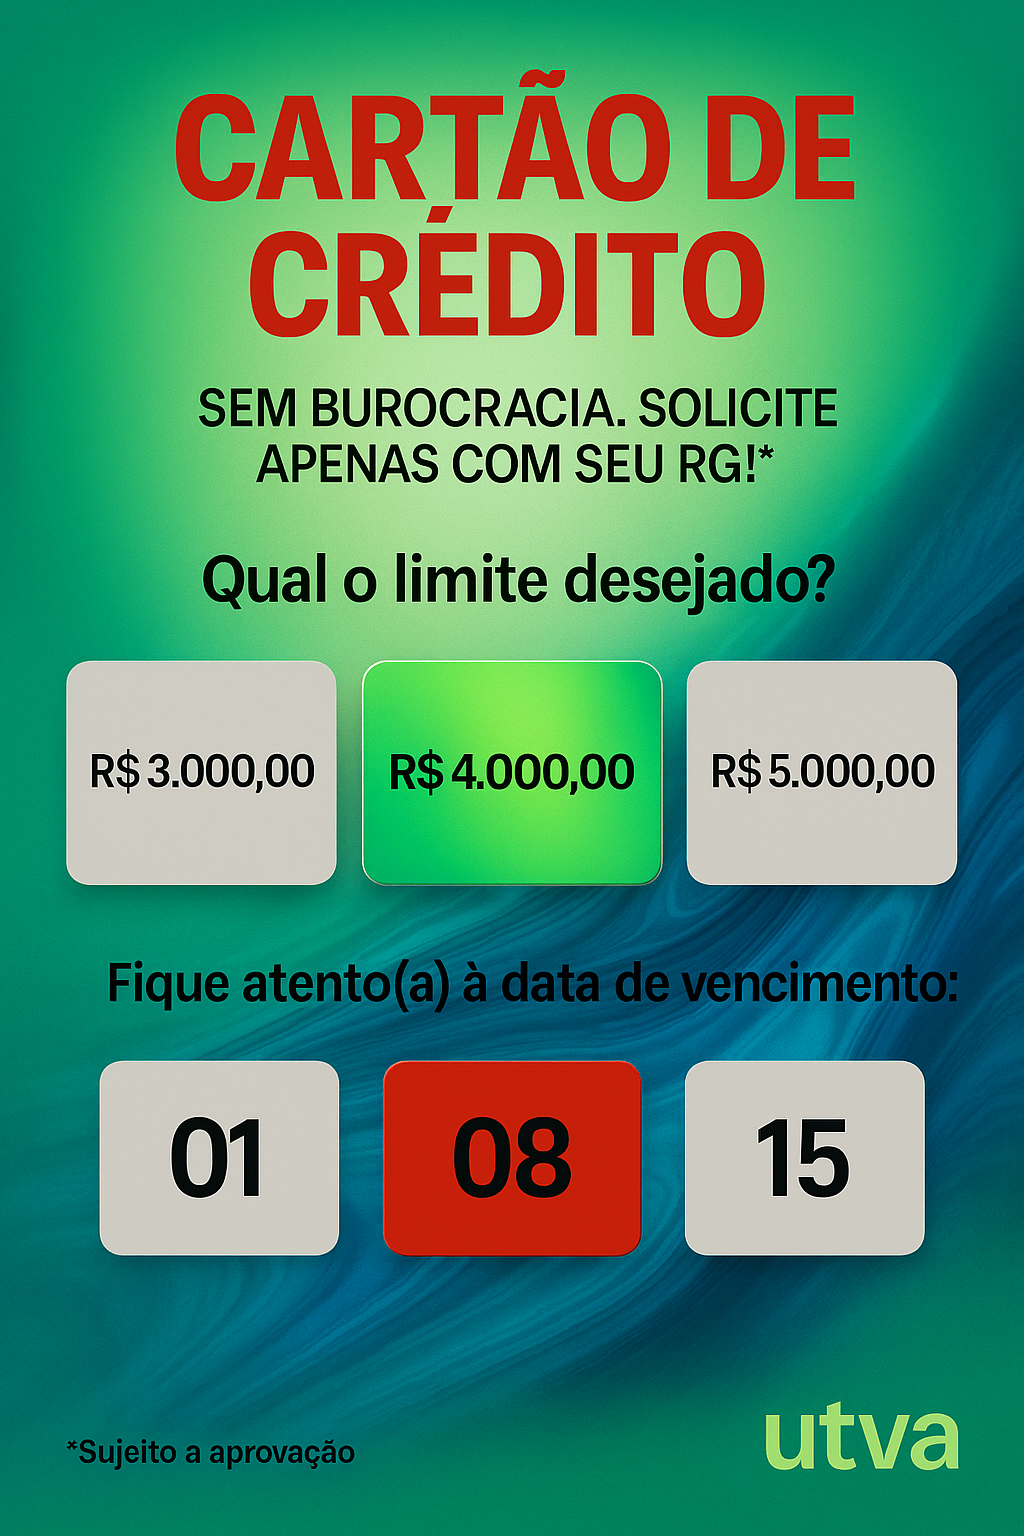 CARTÃO DE
CRÉDITO
SEM BUROCRACIA. SOLICITE
APENAS COM SEU RG!*
Qual o limite desejado?
R$ 3.000,00
R$ 4.000,00
R$ 5.000,00
Fique atento(a) à data de vencimento:
01
08
15
*Sujeito a aprovação
utva